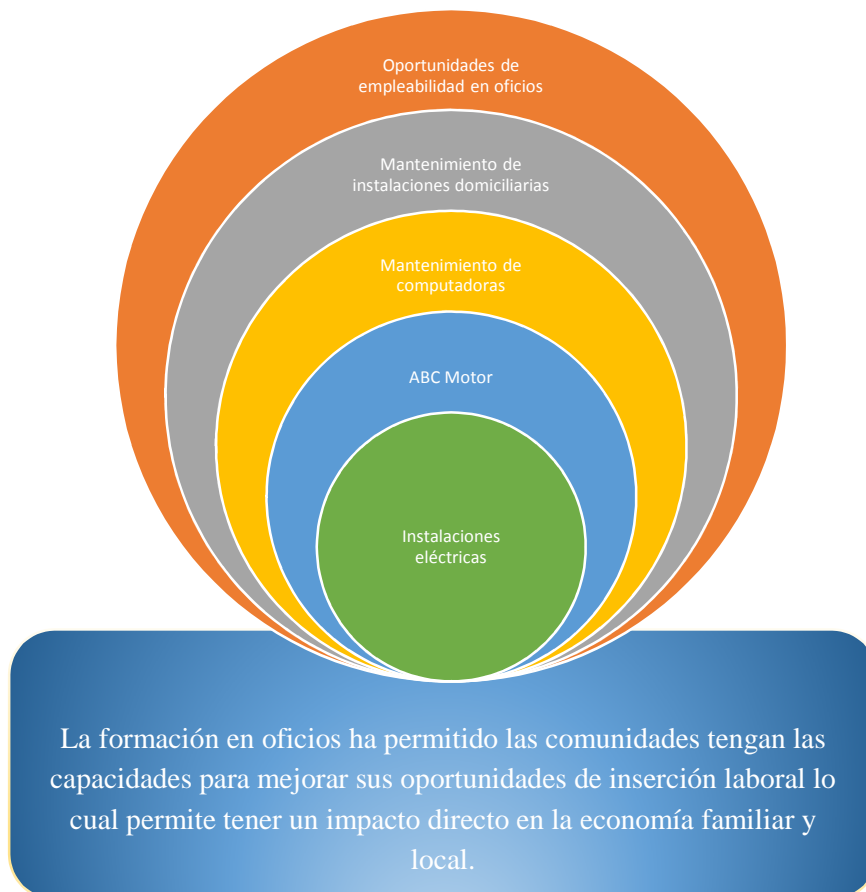 Oportunidades de
empleabilidad en oficios
Mantenimiento de
instalaciones domiciliarias
Mantenimiento de
computadoras
ABC Motor
Instalaciones
eléctricas
La formación en oficios ha permitido las comunidades tengan las
capacidades para mejorar sus oportunidades de inserción laboral lo
cual permite tener un impacto directo en la economía familiar y
local.